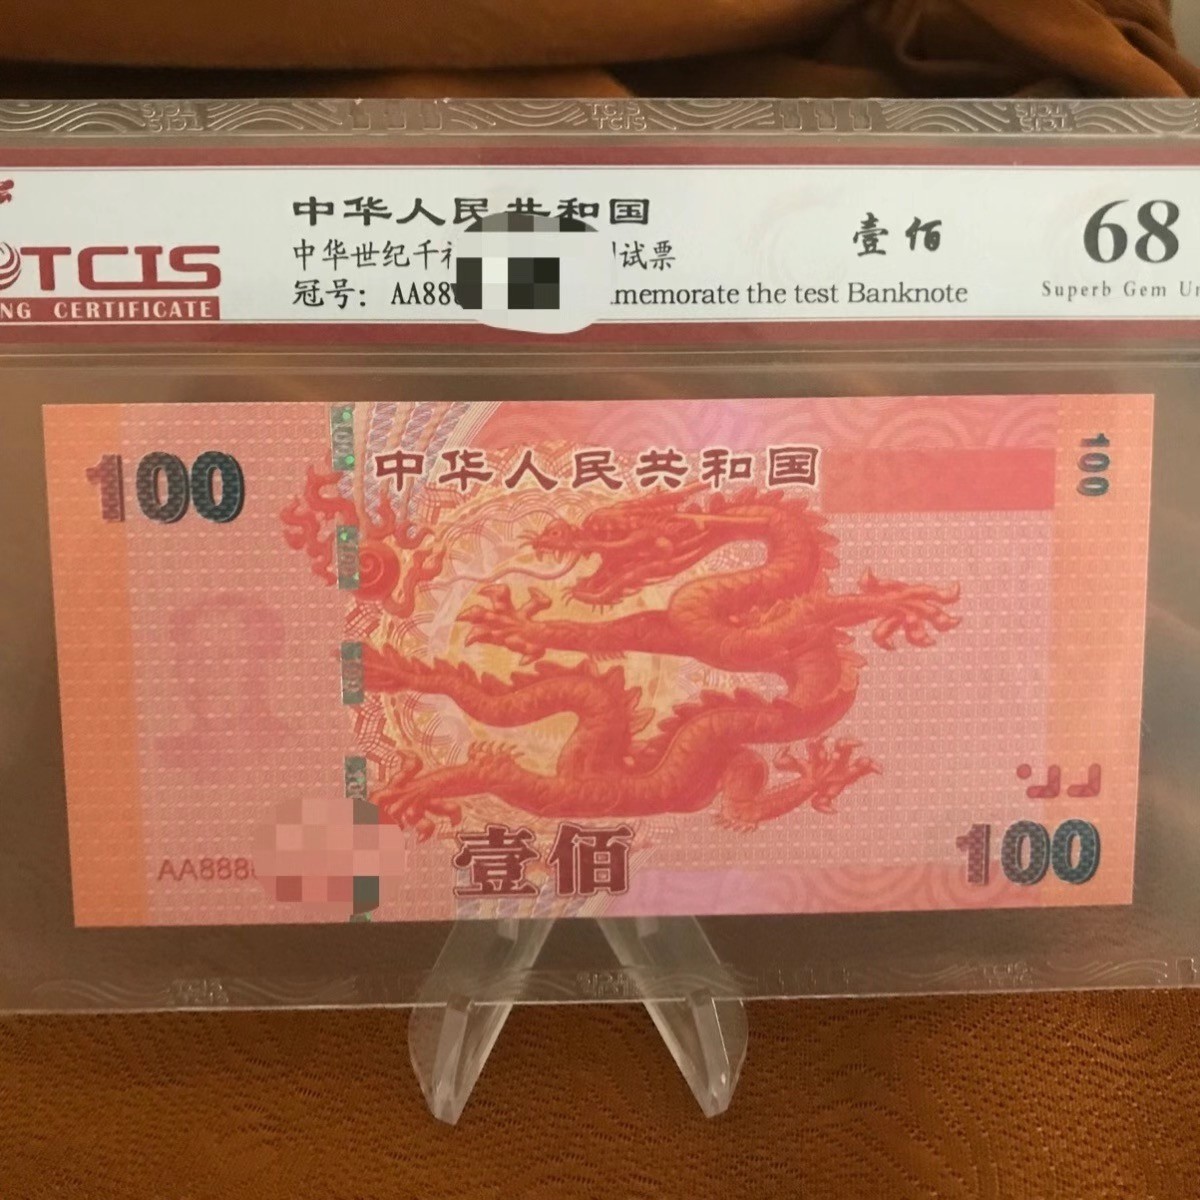 中华人民共和国
中华世纪千 试票
冠号: AA88 memorate the test Banknote
壹佰
68
Superb Gem
TCIS
NG CERTIFICATE
100
中华人民共和国
100
AA888
壹佰
100